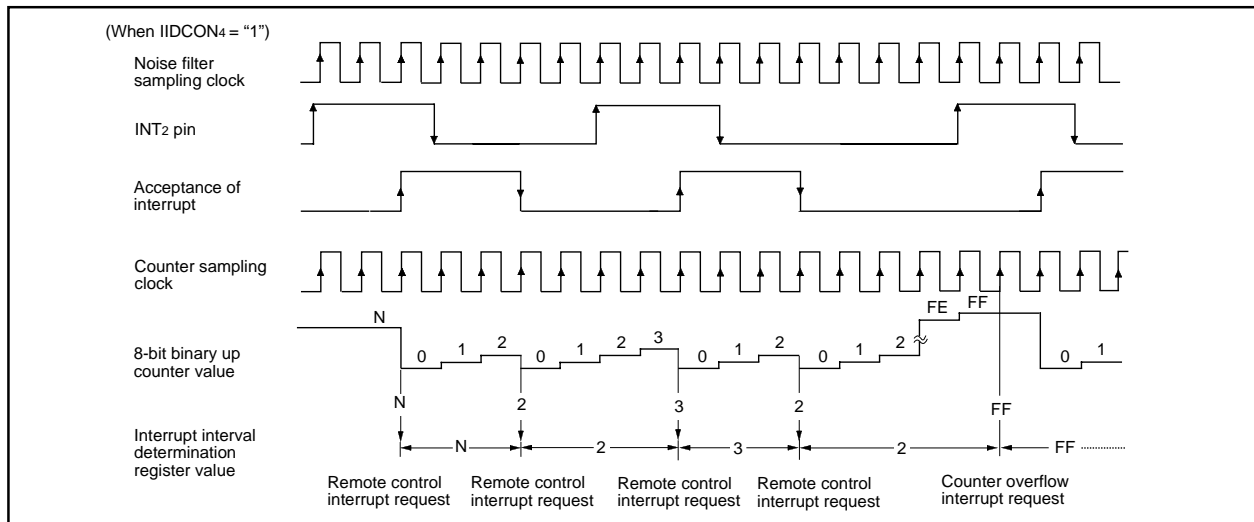 (When IIDCON4 = “1”)
Noise filter
sampling clock
INT2 pin
Acceptance of
interrupt
Counter sampling
clock
FE
FF
N
8-bit binary up
counter value
0 1 2 0 1 2 3 0 1 2 0 1 2 0 1
N 2 3 2 FF
Interrupt interval
determination
register value
N 2 3 2 FF
Remote control
interrupt request
Remote control
interrupt request
Remote control
interrupt request
Remote control
interrupt request
Counter overflow
interrupt request